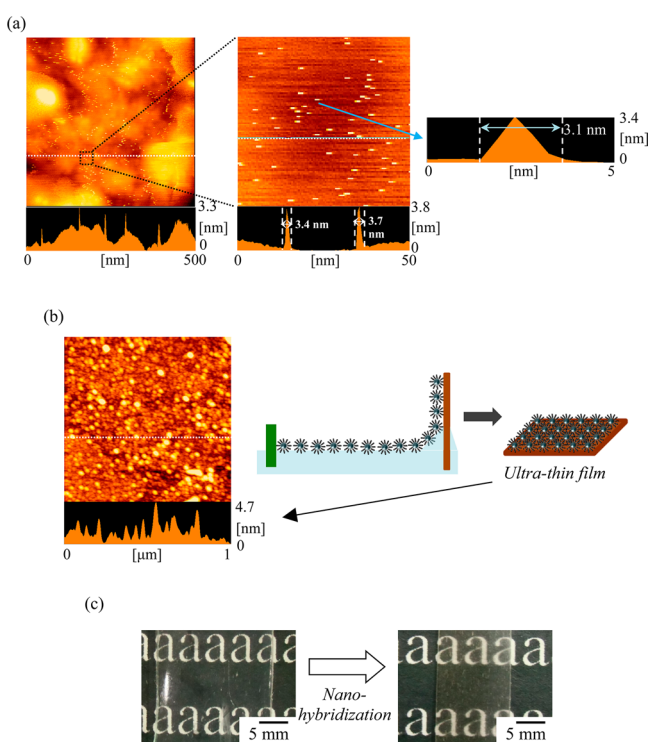 (a)
3.3
[nm]
0
0
[nm]
500
3.4 nm
3.7
nm
3.8
[nm]
0
0
[nm]
50
3.1 nm
3.4
[nm]
0
0
[nm]
5
(b)
4.7
[nm]
0
0
[μm]
1
Ultra-thin film
(c)
aaaaaa
aaaaaa
5 mm
Nano-
hybridization
aaaaa
aaaaa
5 mm